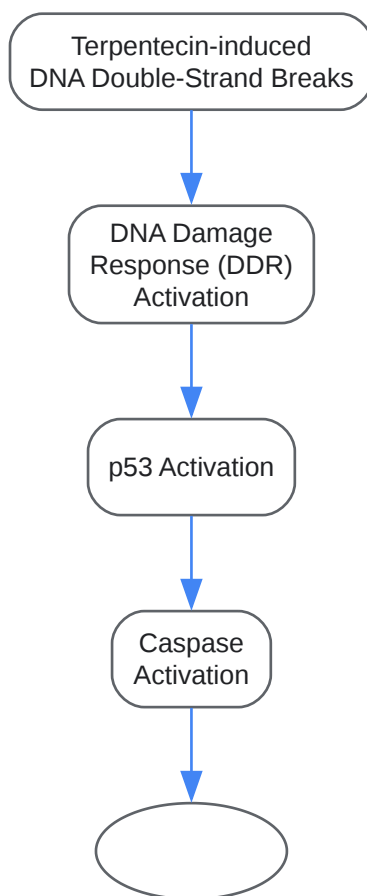 Terpentecin-induced
DNA Double-Strand Breaks
DNA Damage
Response (DDR)
Activation
p53 Activation
Caspase
Activation